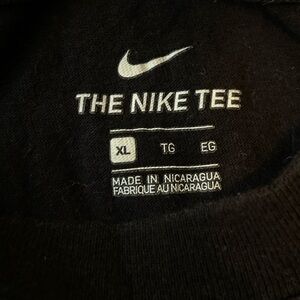 THE NIKE TEE
XL TG EG
MADE IN NICARAGUA
FABRIQUE AU NICARAGUA